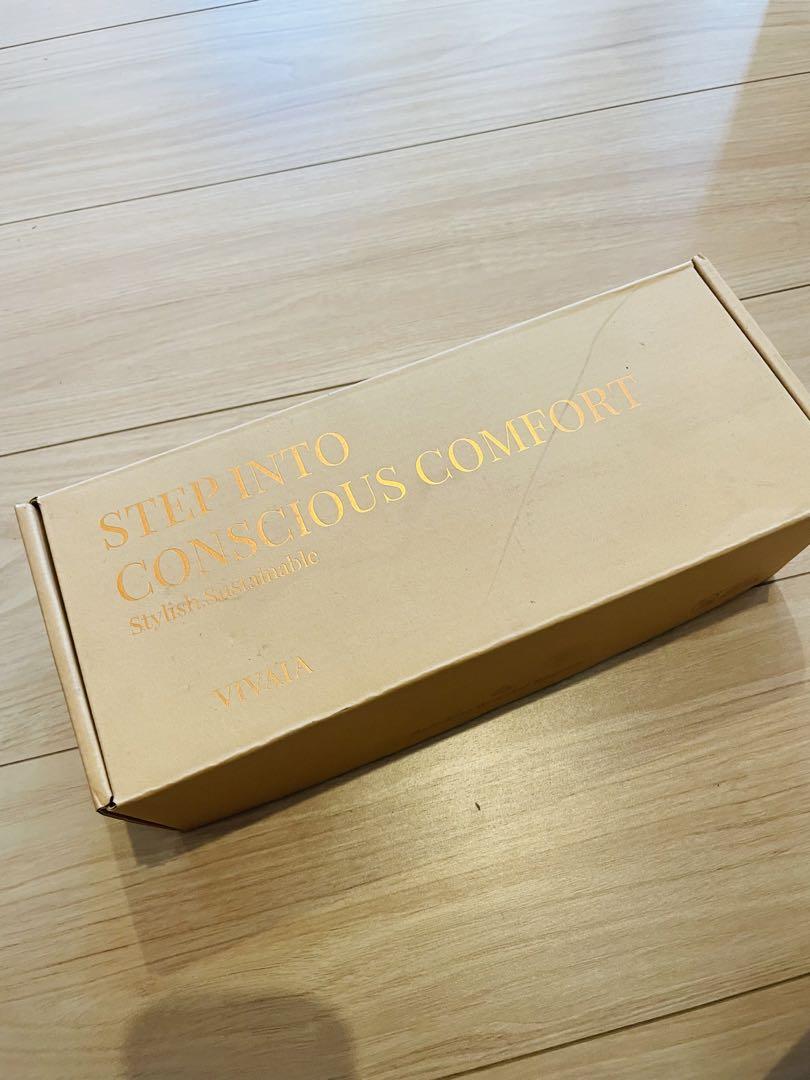 STEP INTO
CONSCIOUS COMFORT
Stylish.Sustainable
VIVAIA